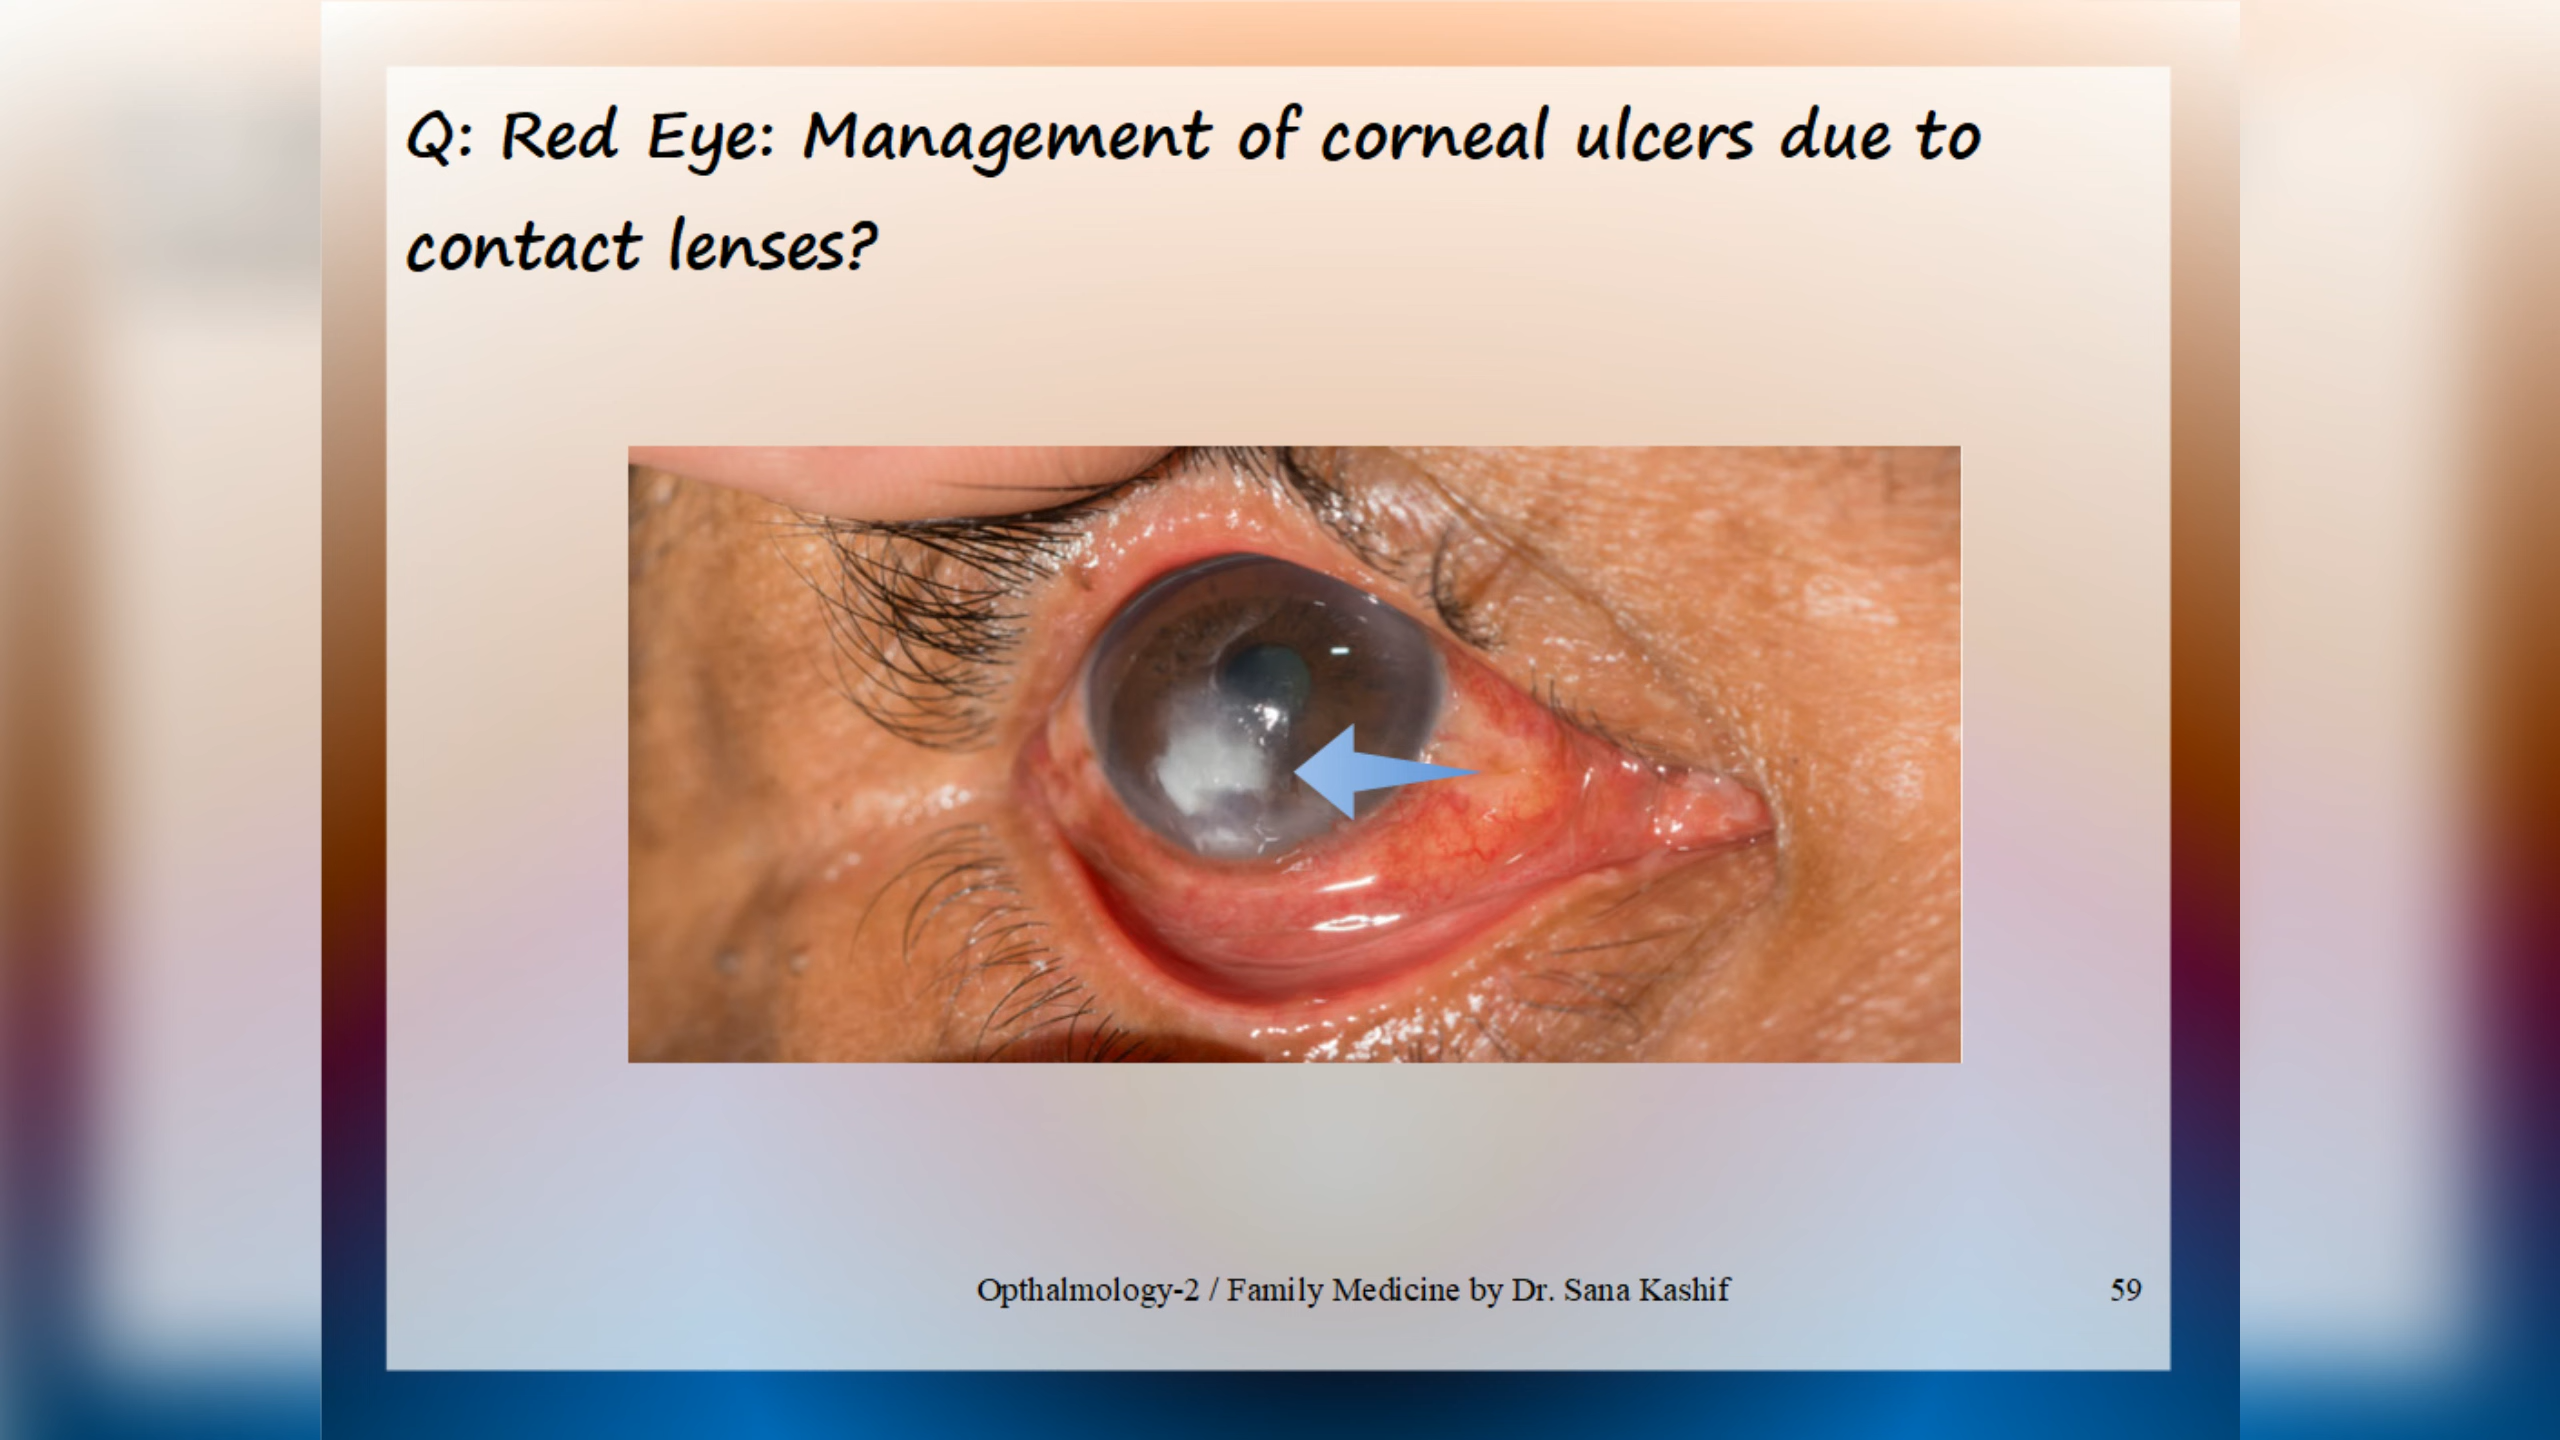 Q: Red Eye: Management of corneal ulcers due to
contact lenses?
Opthalmology-2 / Family Medicine by Dr. Sana Kashif
59